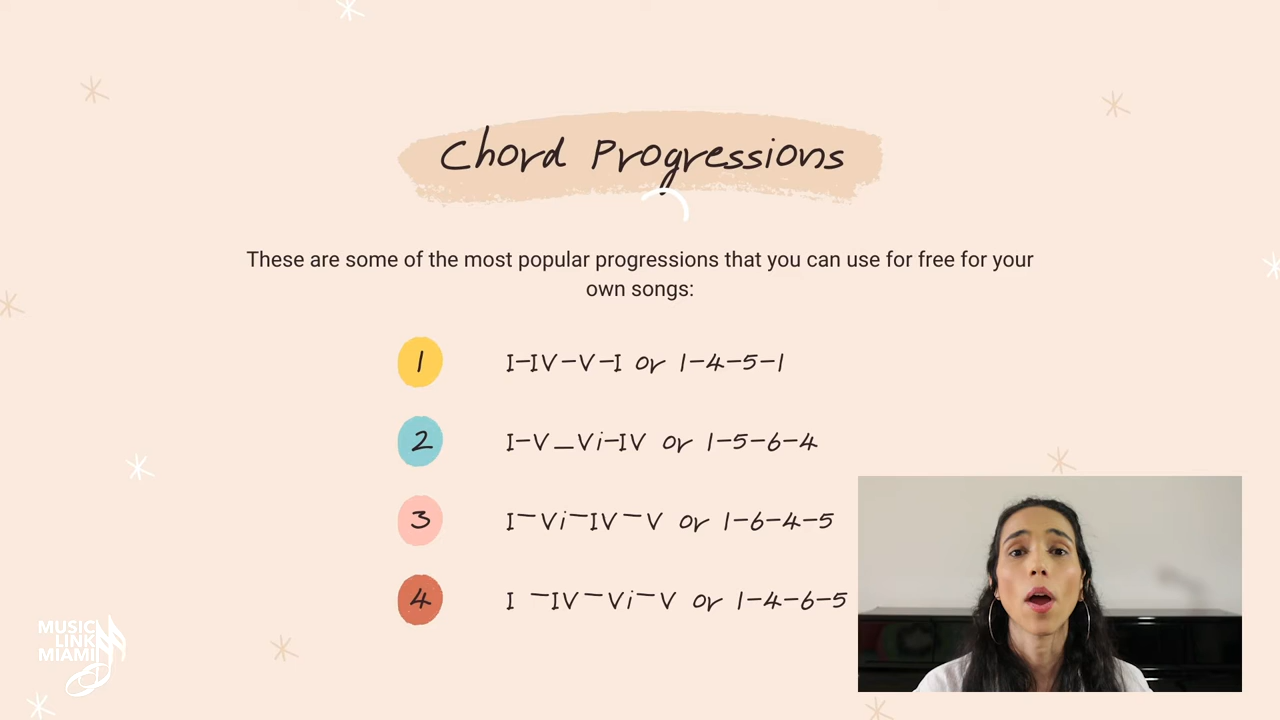 Chord Progressions
These are some of the most popular progressions that you can use for free for your
own songs:
1 I-IV-V-I or 1-4-5-1
2 I-V_Vi-IV or 1-5-6-4
3 I-Vi-IV-V or 1-6-4-5
4 I -IV-Vi-V or 1-4-6-5
MUSIC
LINK
MIAMI